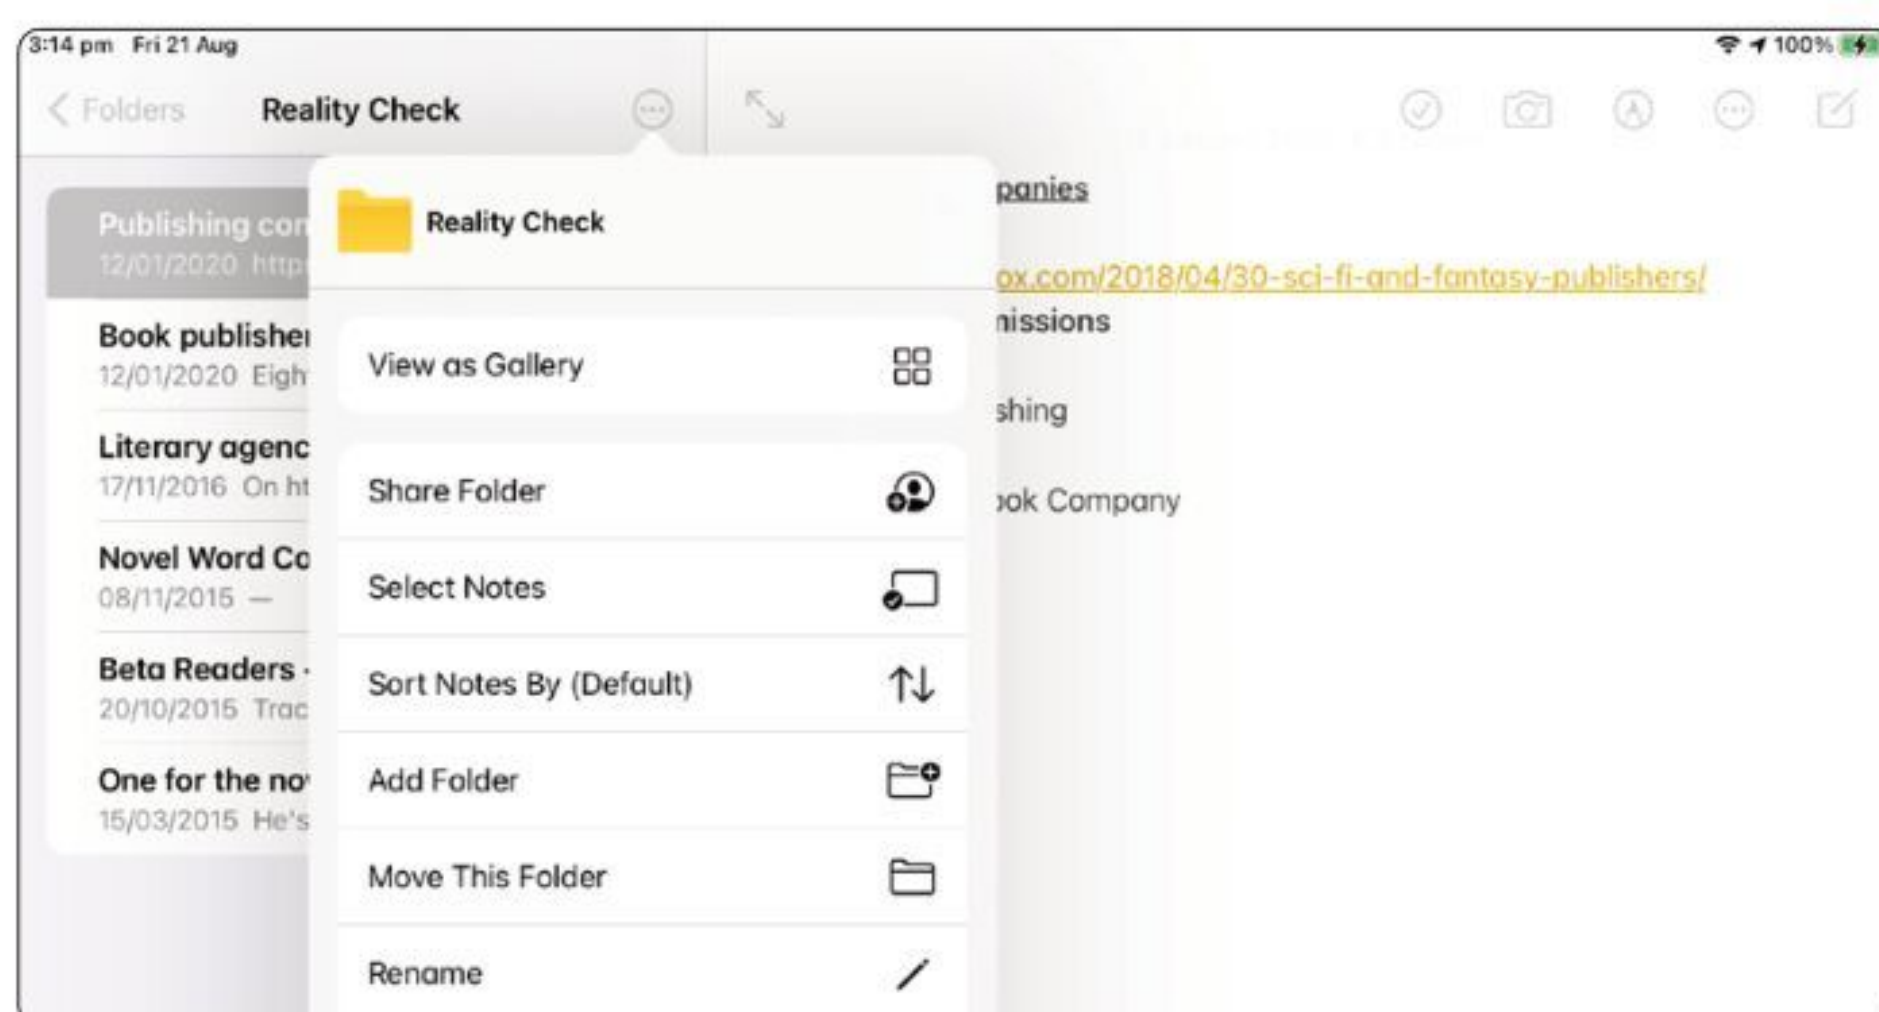 3:14 pm Fri 21 Aug
100%
Folders
Reality Check
Publishing con
12/01/2020 http
Book publisher
12/01/2020 Eigh
Literary agenc
17/11/2016 On ht
Novel Word Co
08/11/2015 —
Beta Readers -
20/10/2015 Trac
One for the no
15/03/2015 He's
Reality Check
View as Gallery
Share Folder
Select Notes
Sort Notes By (Default)
Add Folder
Move This Folder
Rename
panies
ox.com/2018/04/30-sci-fi-and-fantasy-publishers/
nissions
shing
ook Company